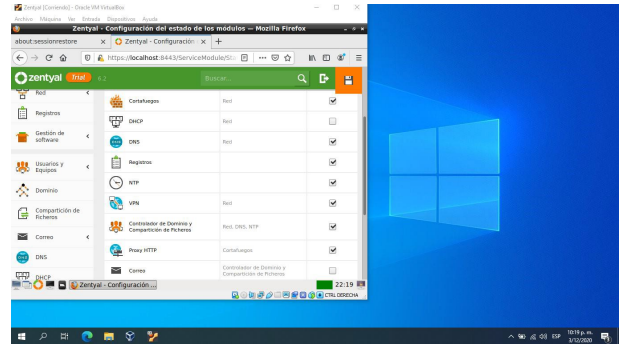 Zentyal [Corriendo] - Oracle VM VirtualBox
Archivo Máquina Ver Entrada Dispositivos Ayuda
Zentyal - Configuración del estado de los módulos — Mozilla Firefox
about:sessionrestore
Zentyal - Configuración
https://localhost:8443/ServiceModule/Sta
zentyal Trial 6.2
Buscar...
Red
Registros
Gestión de software
Usuarios y Equipos
Dominio
Compartición de Ficheros
Correo
DNS
DHCP
Cortafuegos Red
DHCP Red
DNS Red
Registros
NTP
VPN Red
Controlador de Dominio y Compartición de Ficheros Red, DNS, NTP
Proxy HTTP Cortafuegos
Correo Controlador de Dominio y Compartición de Ficheros
Zentyal - Configuración ...
22:19
CTRL DERECHA
ESP
10:19 p. m.
3/12/2020